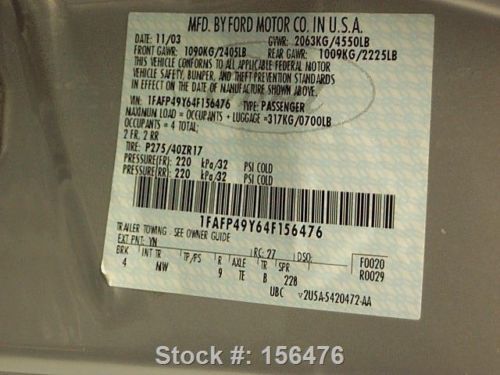 MFD. BY FORD MOTOR CO. IN U.S.A.
DATE: 11/03 GVWR: 2063KG/4550LB
FRONT GAWR: 1090KG/2405LB REAR GAWR: 1009KG/2225LB
THIS VEHICLE CONFORMS TO ALL APPLICABLE FEDERAL MOTOR
VEHICLE SAFETY, BUMPER, AND THEFT PREVENTION STANDARDS
IN EFFECT ON THE DATE OF MANUFACTURE SHOWN ABOVE.
VIN: 1FAFP49Y64F156476 TYPE: PASSENGER
MAXIMUM LOAD = OCCUPANTS + LUGGAGE =317KG/0700LB
OCCUPANTS = 4 TOTAL;
2 FR, 2 RR
TIRE: P275/40ZR17
PRESSURE(FR) 220 kPa/32 PSI COLD
PRESSURE(RR) 220 kPa/32 PSI COLD
1FAFP49Y64F156476
TRAILER TOWING - SEE OWNER GUIDE
EXT PNT: YN RC: 27 DSO: F0020
BRK INT TR TP/PS R AXLE TR SPR R0029
4 MW 9 TE B 228
UBC v2U5A-5420472-AA
Stock #: 156476